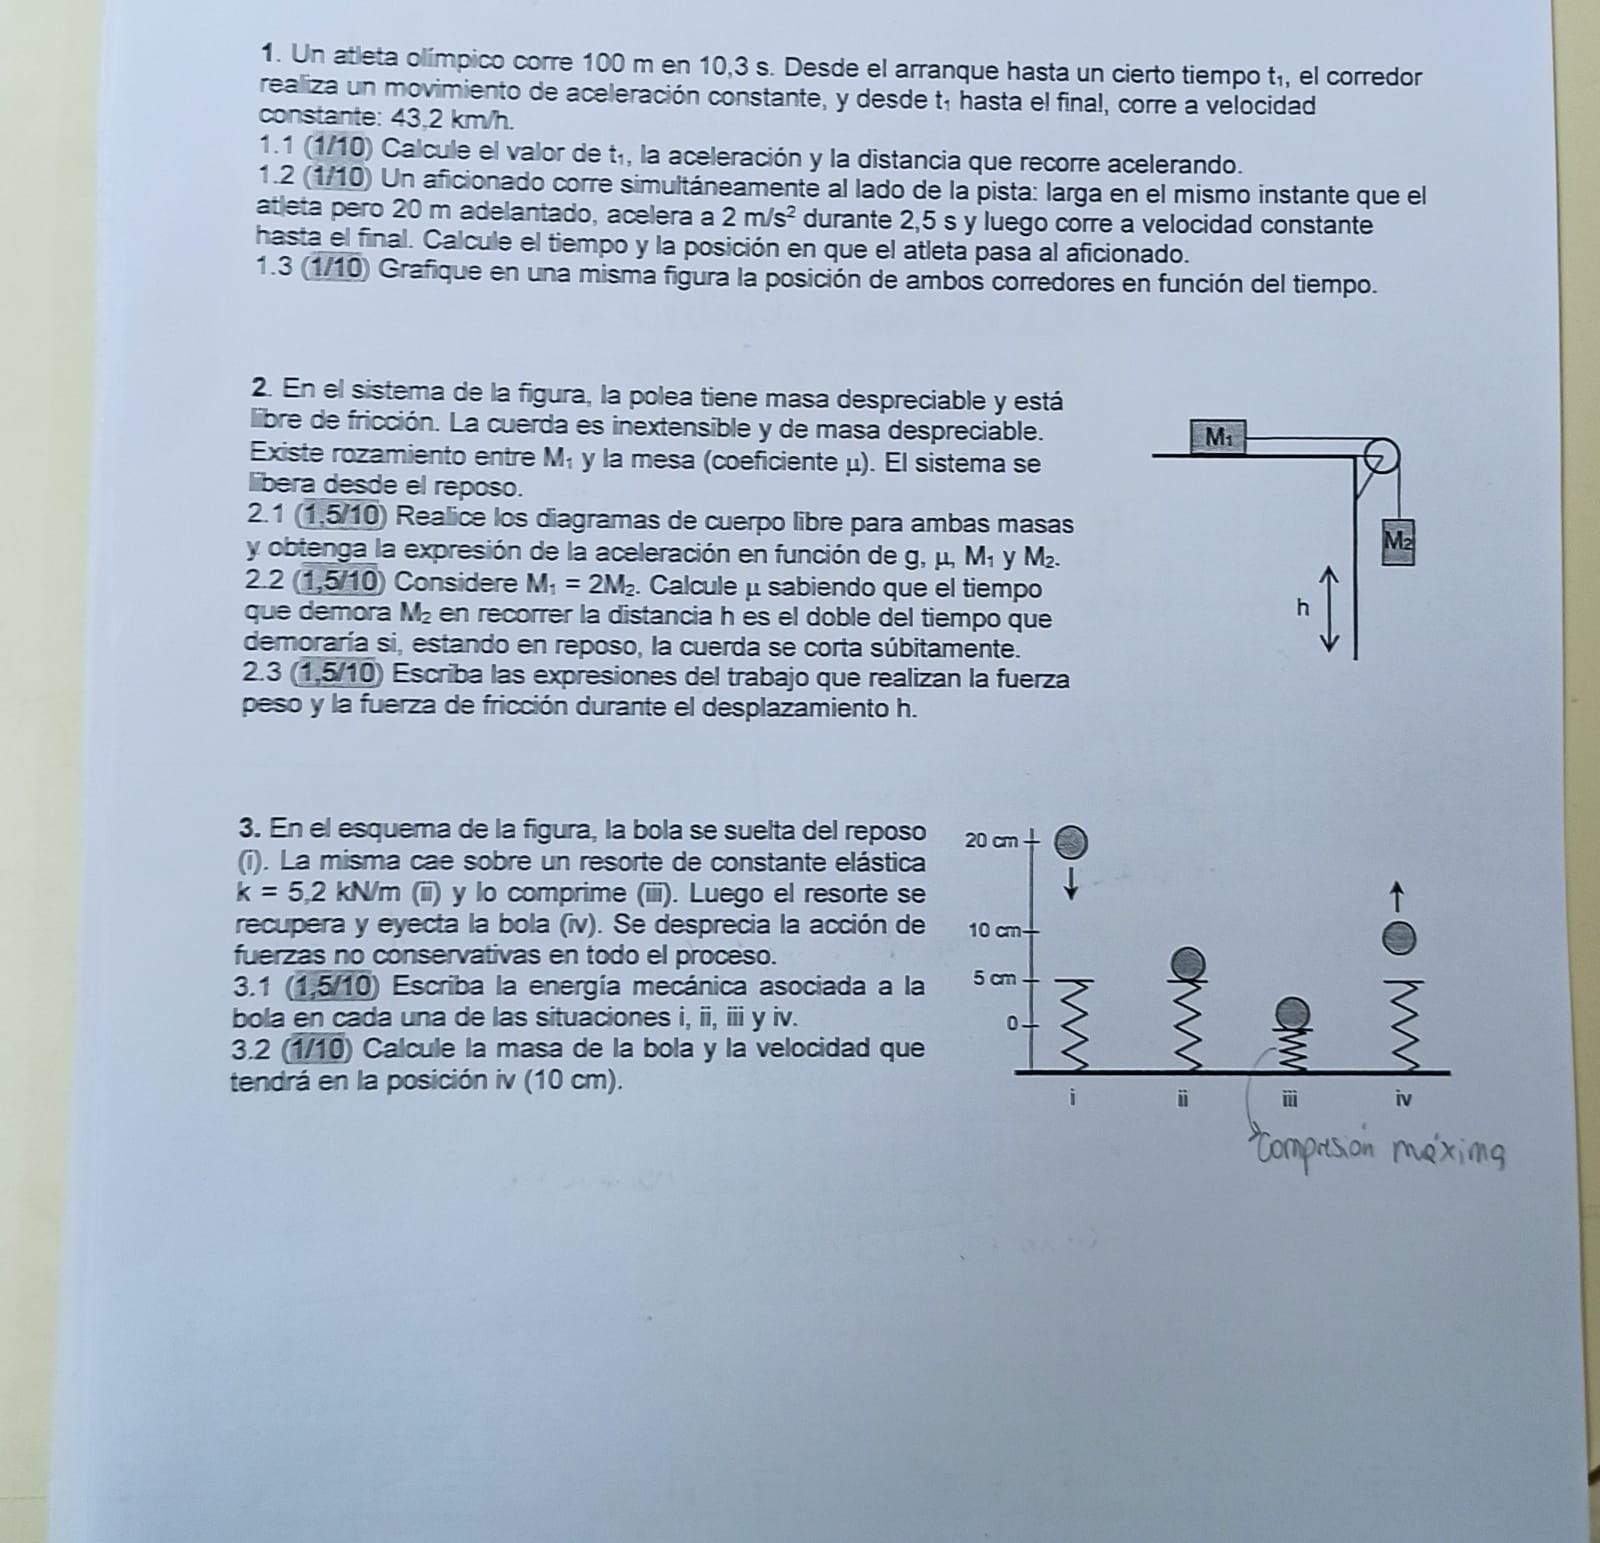 1. Un atleta olímpico corre 100 m en 10,3 s. Desde el arranque hasta un cierto tiempo t₁, el corredor
realiza un movimiento de aceleración constante, y desde t₁ hasta el final, corre a velocidad
constante: 43,2 km/h.
1.1 (1/10) Calcule el valor de t₁, la aceleración y la distancia que recorre acelerando.
1.2 (1/10) Un aficionado corre simultáneamente al lado de la pista: larga en el mismo instante que el
atleta pero 20 m adelantado, acelera a 2 m/s² durante 2,5 s y luego corre a velocidad constante
hasta el final. Calcule el tiempo y la posición en que el atleta pasa al aficionado.
1.3 (1/10) Grafique en una misma figura la posición de ambos corredores en función del tiempo.
2. En el sistema de la figura, la polea tiene masa despreciable y está
libre de fricción. La cuerda es inextensible y de masa despreciable.
Existe rozamiento entre M₁ y la mesa (coeficiente μ). El sistema se
libera desde el reposo.
2.1 (1,5/10) Realice los diagramas de cuerpo libre para ambas masas
y obtenga la expresión de la aceleración en función de g, μ, M₁ y M₂.
2.2 (1,5/10) Considere M₁ = 2M₂. Calcule μ sabiendo que el tiempo
que demora M₂ en recorrer la distancia h es el doble del tiempo que
demoraría si, estando en reposo, la cuerda se corta súbitamente.
2.3 (1,5/10) Escriba las expresiones del trabajo que realizan la fuerza
peso y la fuerza de fricción durante el desplazamiento h.
M₁
M₂
h
3. En el esquema de la figura, la bola se suelta del reposo
(i). La misma cae sobre un resorte de constante elástica
k = 5,2 kN/m (ii) y lo comprime (iii). Luego el resorte se
recupera y eyecta la bola (iv). Se desprecia la acción de
fuerzas no conservativas en todo el proceso.
3.1 (1,5/10) Escriba la energía mecánica asociada a la
bola en cada una de las situaciones i, ii, iii y iv.
3.2 (1/10) Calcule la masa de la bola y la velocidad que
tendrá en la posición iv (10 cm).
20 cm
10 cm
5 cm
0
i ii iii iv
Compresión máxima